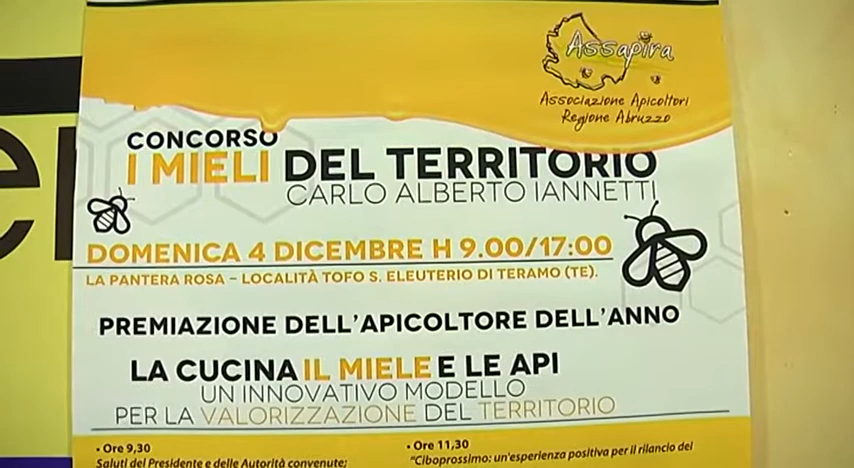 Assapira
Associazione Apicoltori
Regione Abruzzo
CONCORSO
I MIELI DEL TERRITORIO
CARLO ALBERTO IANNETTI
DOMENICA 4 DICEMBRE H 9.00/17:00
LA PANTERA ROSA – LOCALITÀ TOFO S. ELEUTERIO DI TERAMO (TE).
PREMIAZIONE DELL'APICOLTORE DELL'ANNO
LA CUCINA IL MIELE E LE API
UN INNOVATIVO MODELLO
PER LA VALORIZZAZIONE DEL TERRITORIO
• Ore 9,30
Saluti del Presidente e delle Autorità convenute;
• Ore 11,30
"Ciboprossimo: un'esperienza positiva per il rilancio dei